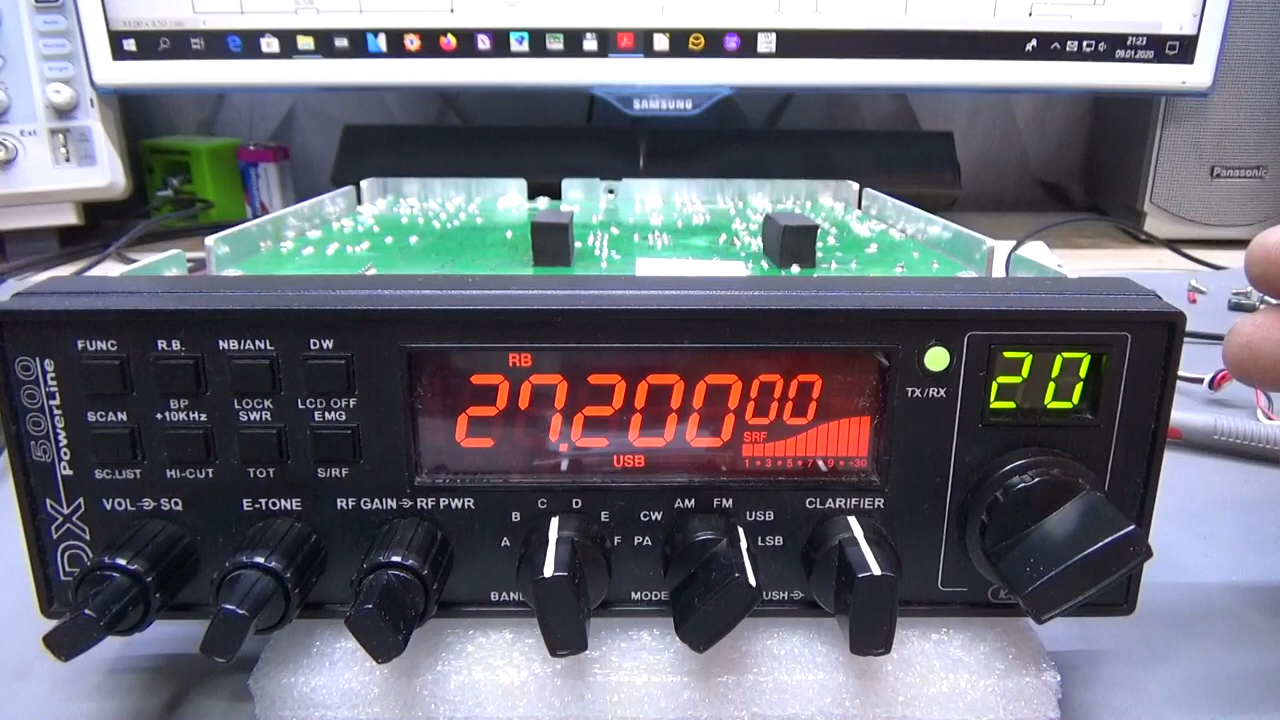 21:23
09.01.2020
SAMSUNG
Ext
Panasonic
DX 5000
PowerLine
FUNC R.B. NB/ANL DW
SCAN BP +10KHz LOCK SWR LCD OFF EMG
SC.LIST HI-CUT TOT S/RF
RB
27.20000
USB
SRF
1 • 3 • 5 • 7 • 9 • +30
TX/RX
20
VOL SQ E-TONE RF GAIN RF PWR
A B C D E F
PA CW AM FM USB LSB
CLARIFIER
MODE